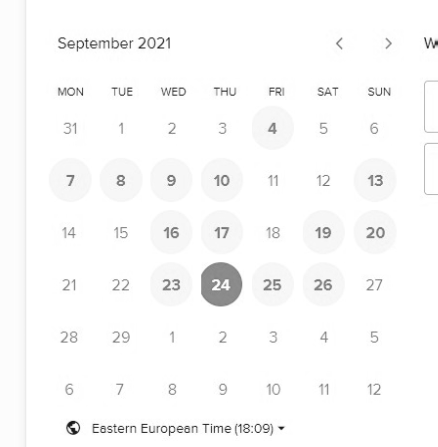 September 2021
MON TUE WED THU FRI SAT SUN
31 1 2 3 4 5 6
7 8 9 10 11 12 13
14 15 16 17 18 19 20
21 22 23 24 25 26 27
28 29 1 2 3 4 5
6 7 8 9 10 11 12
Eastern European Time (18:09)